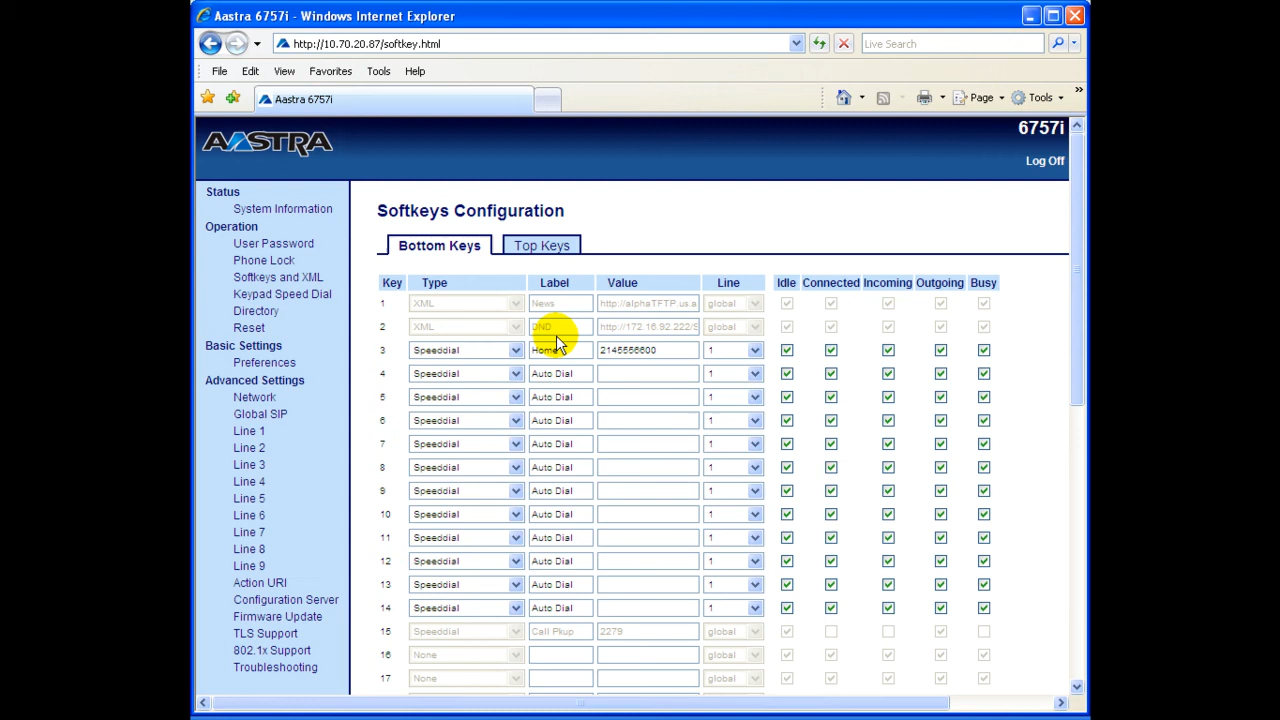 Aastra 6757i - Windows Internet Explorer
http://10.70.20.87/softkey.html
Live Search
File Edit View Favorites Tools Help
Aastra 6757i
Page Tools »
AASTRA
6757i
Log Off
Status
System Information
Operation
User Password
Phone Lock
Softkeys and XML
Keypad Speed Dial
Directory
Reset
Basic Settings
Preferences
Advanced Settings
Network
Global SIP
Line 1
Line 2
Line 3
Line 4
Line 5
Line 6
Line 7
Line 8
Line 9
Action URI
Configuration Server
Firmware Update
TLS Support
802.1x Support
Troubleshooting
Softkeys Configuration
Bottom Keys Top Keys
Key Type Label Value Line Idle Connected Incoming Outgoing Busy
1 XML News http://alphaTFTP.us.a global
2 XML DND http://172.16.92.222/S global
3 Speeddial Home 2145556600 1
4 Speeddial Auto Dial 1
5 Speeddial Auto Dial 1
6 Speeddial Auto Dial 1
7 Speeddial Auto Dial 1
8 Speeddial Auto Dial 1
9 Speeddial Auto Dial 1
10 Speeddial Auto Dial 1
11 Speeddial Auto Dial 1
12 Speeddial Auto Dial 1
13 Speeddial Auto Dial 1
14 Speeddial Auto Dial 1
15 Speeddial Call Pkup 2279 global
16 None global
17 None global